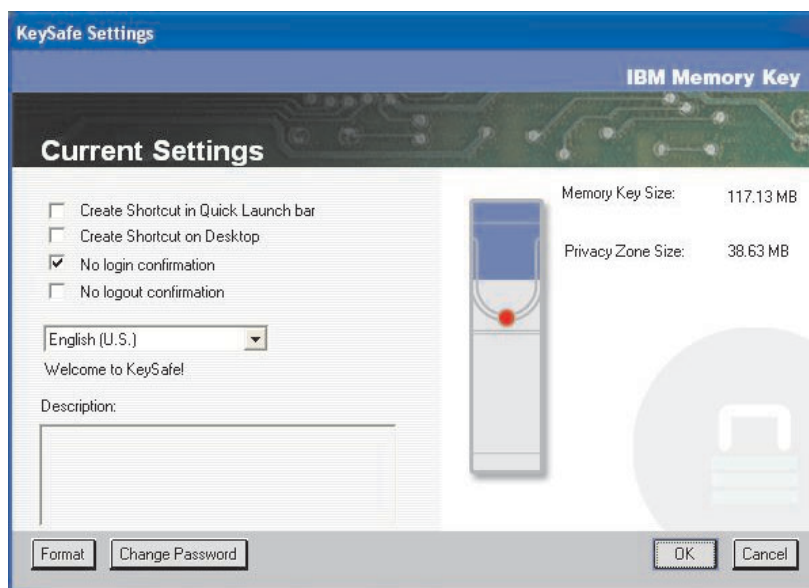 KeySafe Settings
IBM Memory Key
Current Settings
Create Shortcut in Quick Launch bar
Create Shortcut on Desktop
No login confirmation
No logout confirmation
English (U.S.)
Welcome to KeySafe!
Description:
Memory Key Size: 117.13 MB
Privacy Zone Size: 38.63 MB
Format
Change Password
OK
Cancel